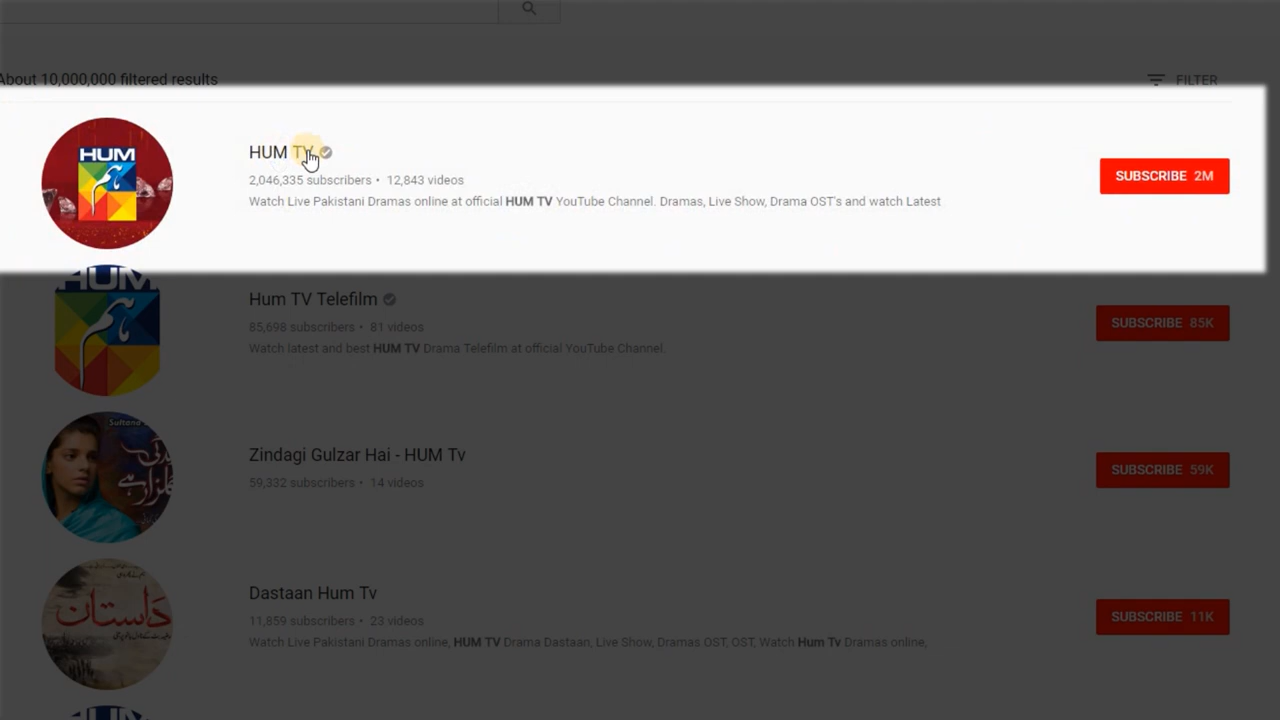 About 10,000,000 filtered results
FILTER
HUM
ہم
HUM TV
2,046,335 subscribers • 12,843 videos
Watch Live Pakistani Dramas online at official HUM TV YouTube Channel. Dramas, Live Show, Drama OST's and watch Latest
SUBSCRIBE 2M
HUM
ہم
Hum TV Telefilm
85,698 subscribers • 81 videos
Watch latest and best HUM TV Drama Telefilm at official YouTube Channel.
SUBSCRIBE 85K
Zindagi Gulzar Hai - HUM Tv
59,332 subscribers • 14 videos
SUBSCRIBE 59K
داستان
Dastaan Hum Tv
11,859 subscribers • 23 videos
Watch Live Pakistani Dramas online, HUM TV Drama Dastaan, Live Show, Dramas OST, OST, Watch Hum Tv Dramas online,
SUBSCRIBE 11K
HUM